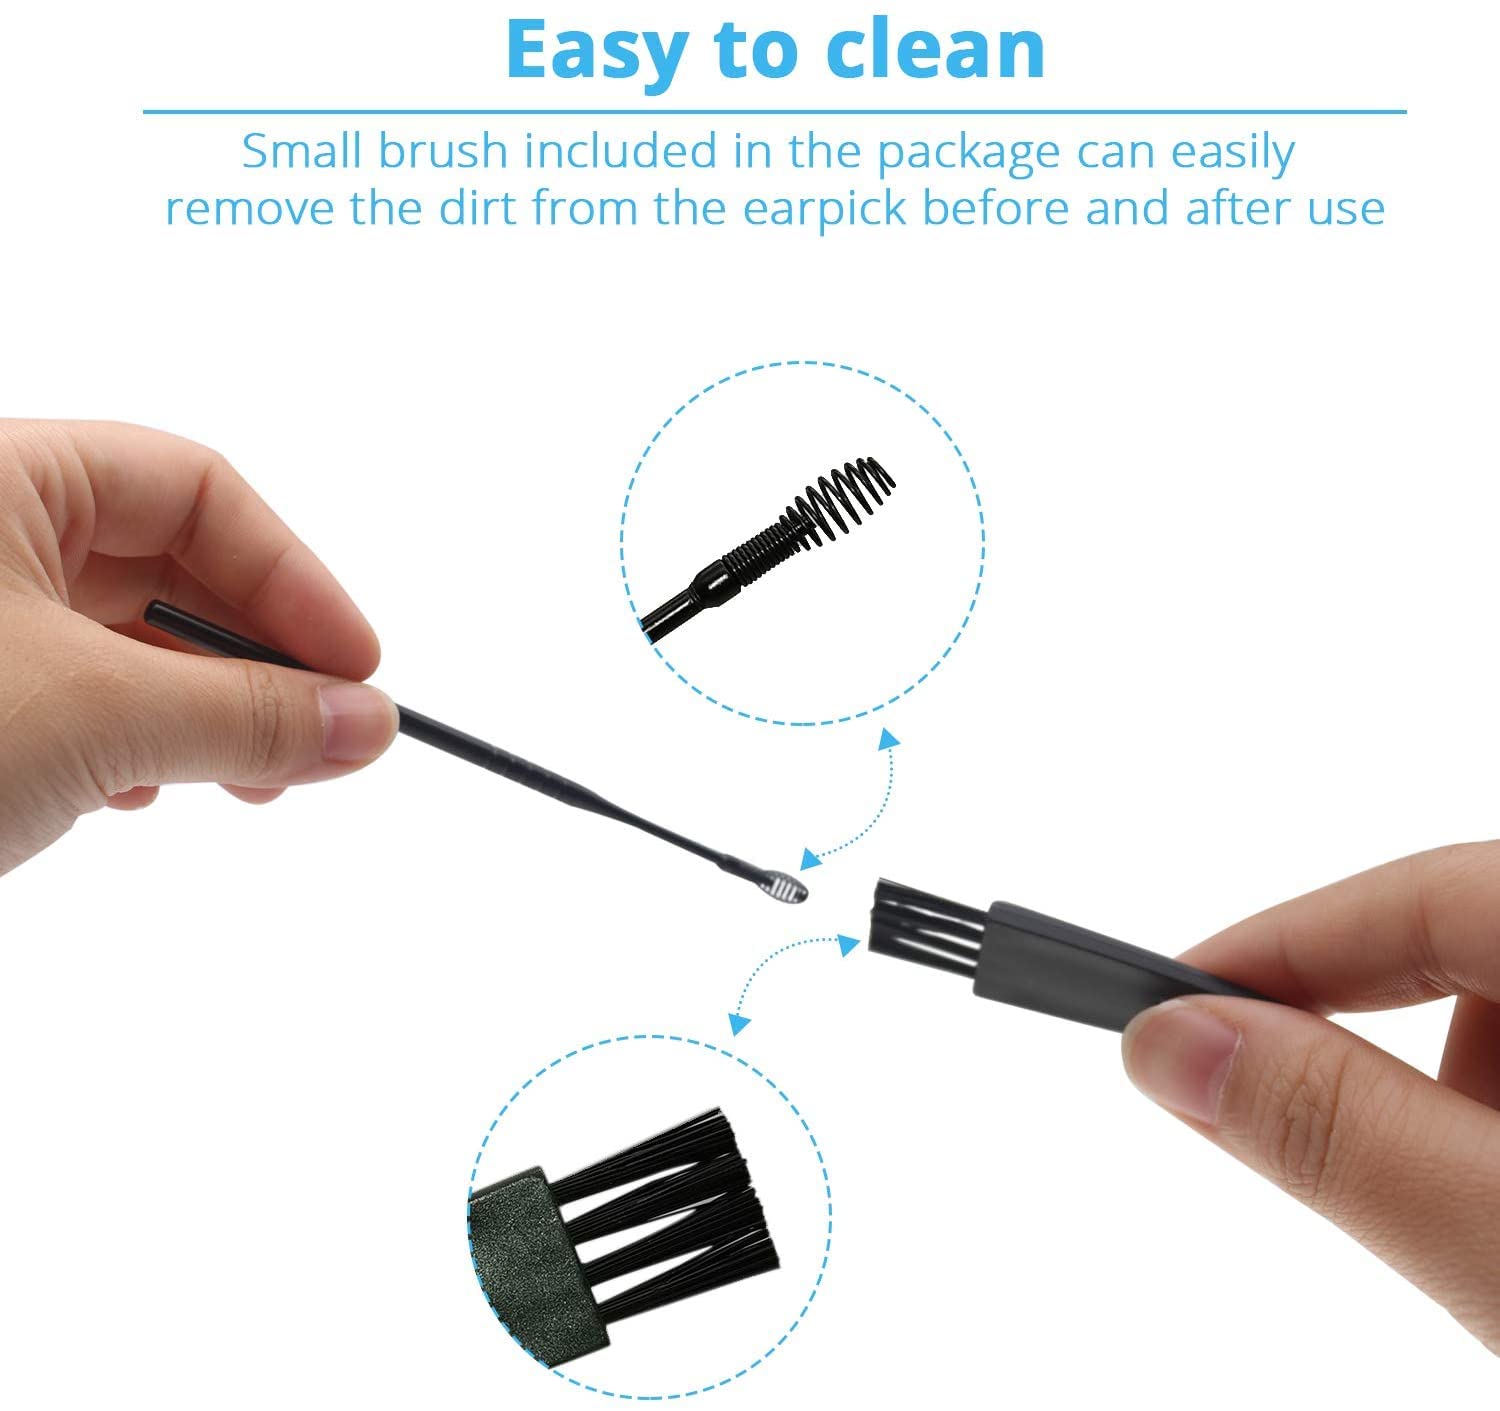 Easy to clean
Small brush included in the package can easily
remove the dirt from the earpick before and after use